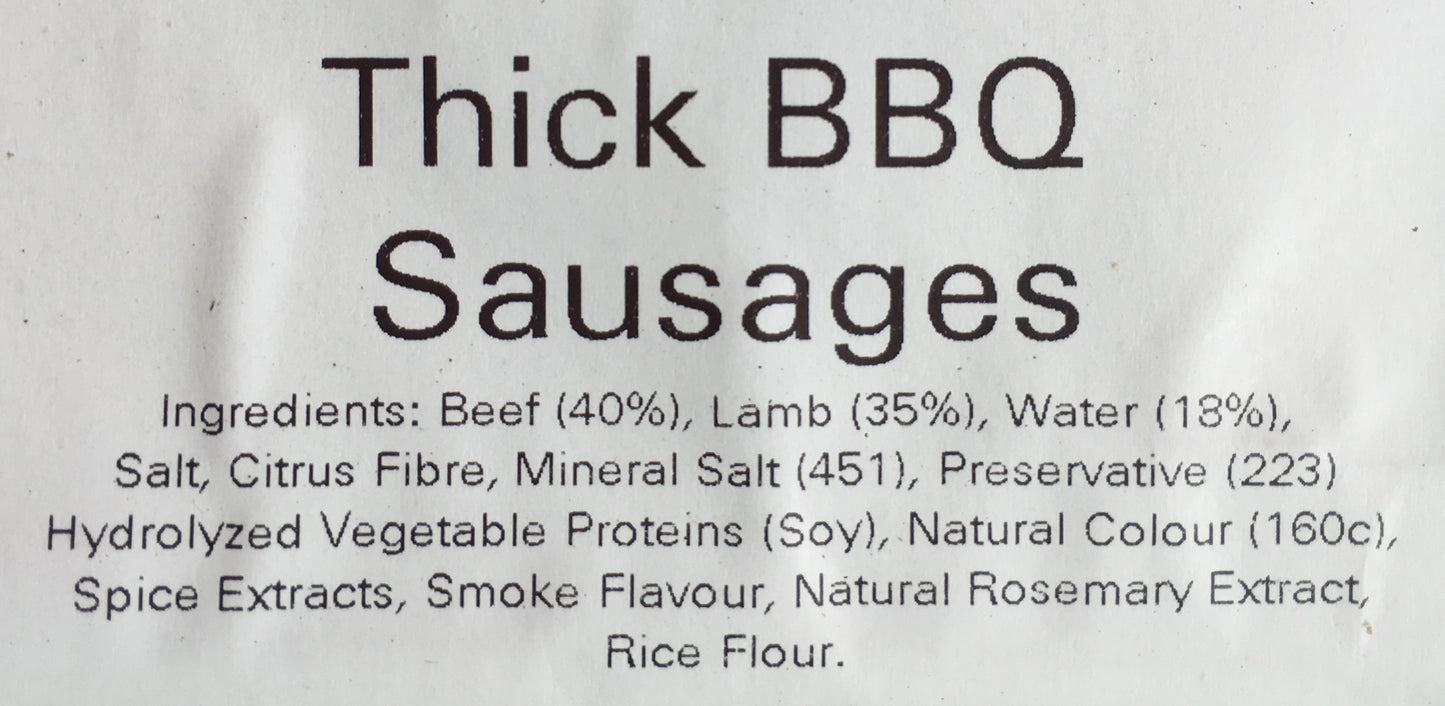 Thick BBQ
Sausages
Ingredients: Beef (40%), Lamb (35%), Water (18%),
Salt, Citrus Fibre, Mineral Salt (451), Preservative (223)
Hydrolyzed Vegetable Proteins (Soy), Natural Colour (160c),
Spice Extracts, Smoke Flavour, Natural Rosemary Extract,
Rice Flour.